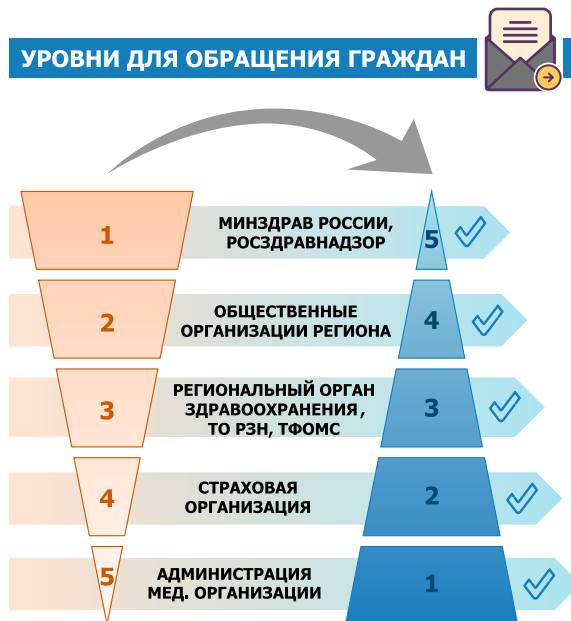 УРОВНИ ДЛЯ ОБРАЩЕНИЯ ГРАЖДАН
1
МИНЗДРАВ РОССИИ,
РОСЗДРАВНАДЗОР
5
2
ОБЩЕСТВЕННЫЕ
ОРГАНИЗАЦИИ РЕГИОНА
4
3
РЕГИОНАЛЬНЫЙ ОРГАН
ЗДРАВООХРАНЕНИЯ,
ТО РЗН, ТФОМС
3
4
СТРАХОВАЯ
ОРГАНИЗАЦИЯ
2
5
АДМИНИСТРАЦИЯ
МЕД. ОРГАНИЗАЦИИ
1